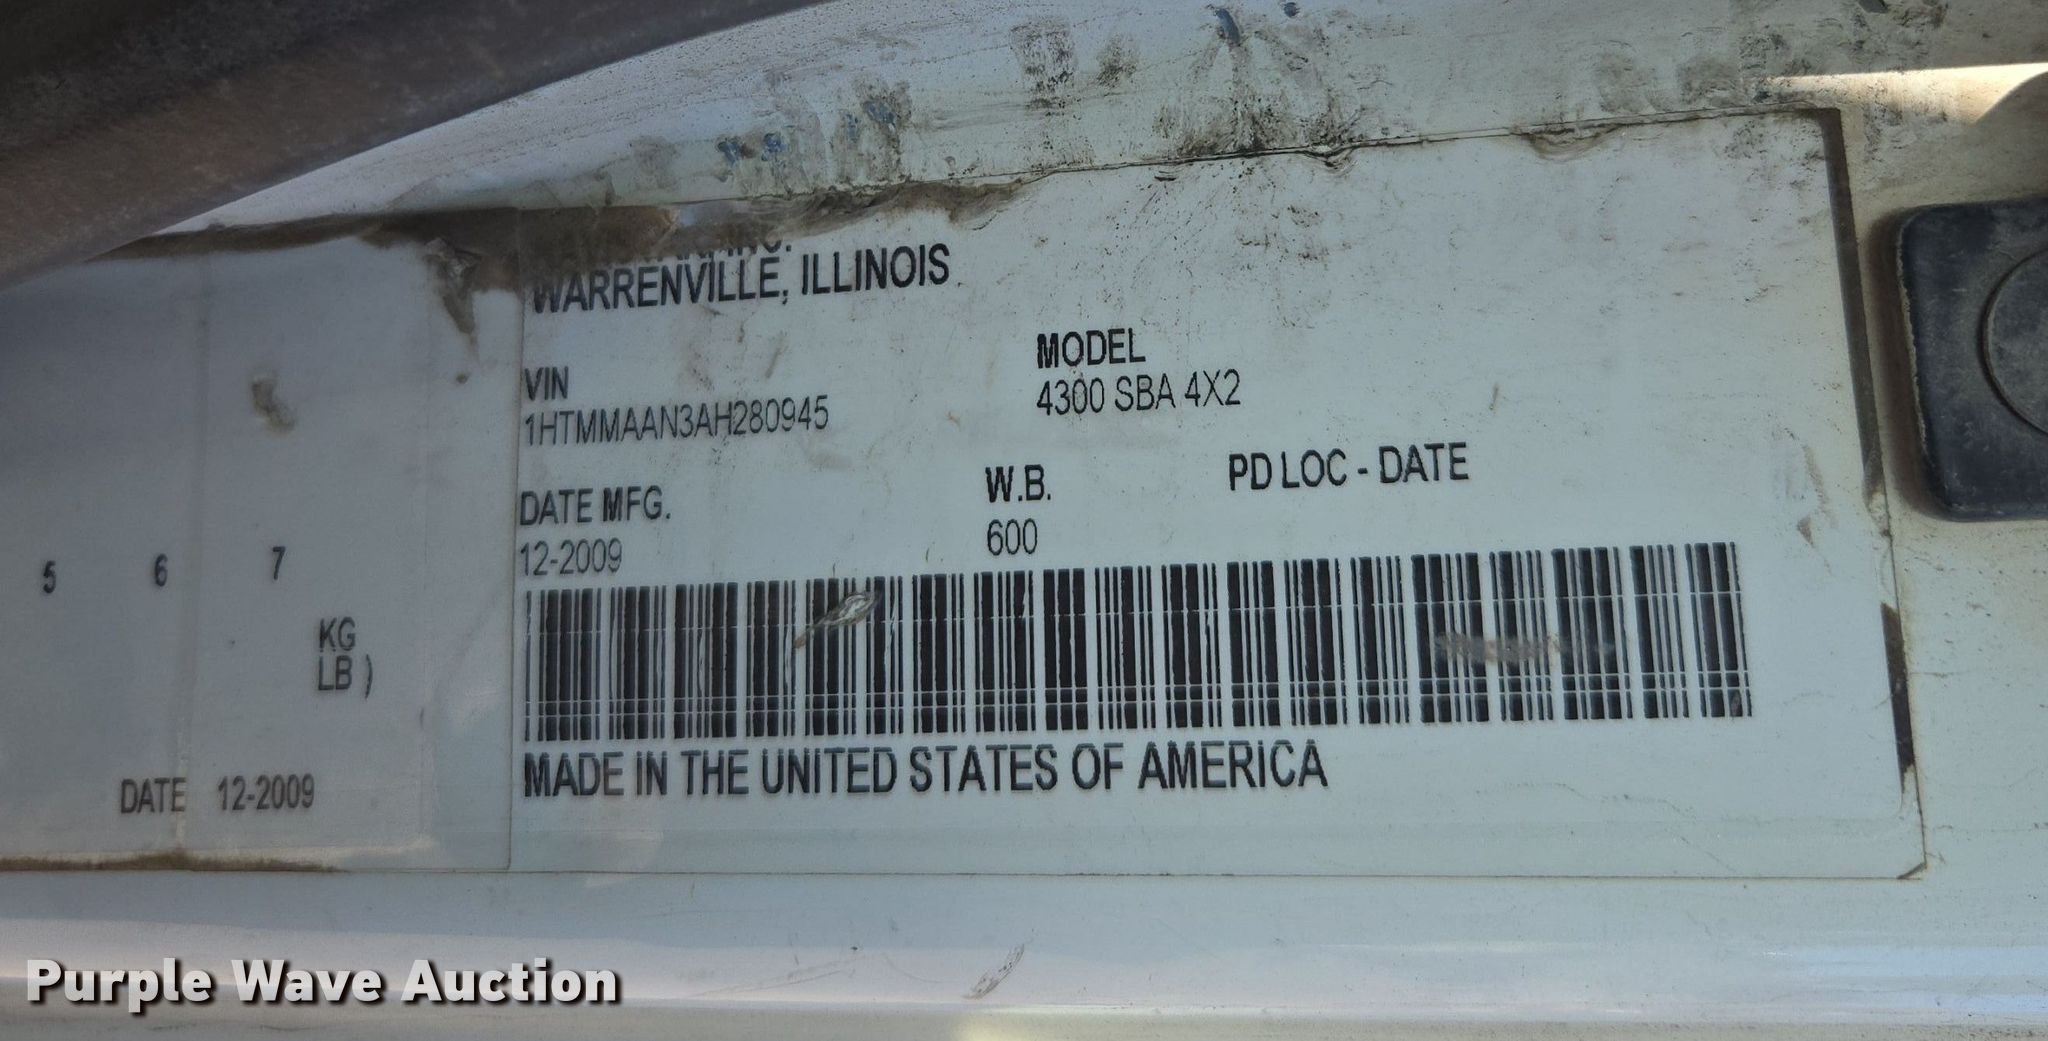 WARRENVILLE, ILLINOIS
VIN
1HTMMAAN3AH280945
MODEL
4300 SBA 4X2
DATE MFG.
12-2009
W.B.
600
PD LOC - DATE
MADE IN THE UNITED STATES OF AMERICA
5 6 7
KG
LB )
DATE 12-2009
Purple Wave Auction